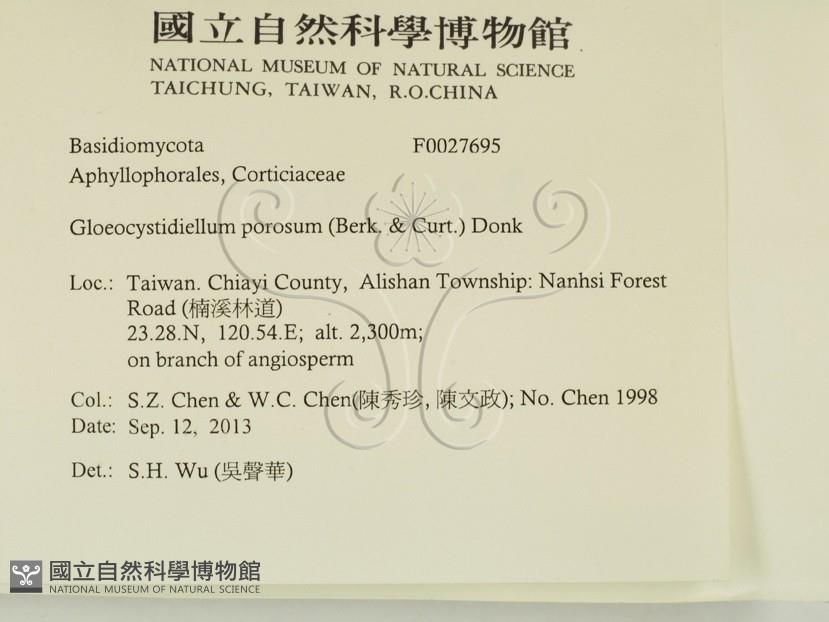 國立自然科學博物館
NATIONAL MUSEUM OF NATURAL SCIENCE
TAICHUNG, TAIWAN, R.O.CHINA
Basidiomycota F0027695
Aphyllophorales, Corticiaceae
Gloeocystidiellum porosum (Berk. & Curt.) Donk
Loc.: Taiwan. Chiayi County, Alishan Township: Nanhsi Forest
Road (楠溪林道)
23.28.N, 120.54.E; alt. 2,300m;
on branch of angiosperm
Col.: S.Z. Chen & W.C. Chen(陳秀珍, 陳文政); No. Chen 1998
Date: Sep. 12, 2013
Det.: S.H. Wu (吳聲華)
國立自然科學博物館
NATIONAL MUSEUM OF NATURAL SCIENCE